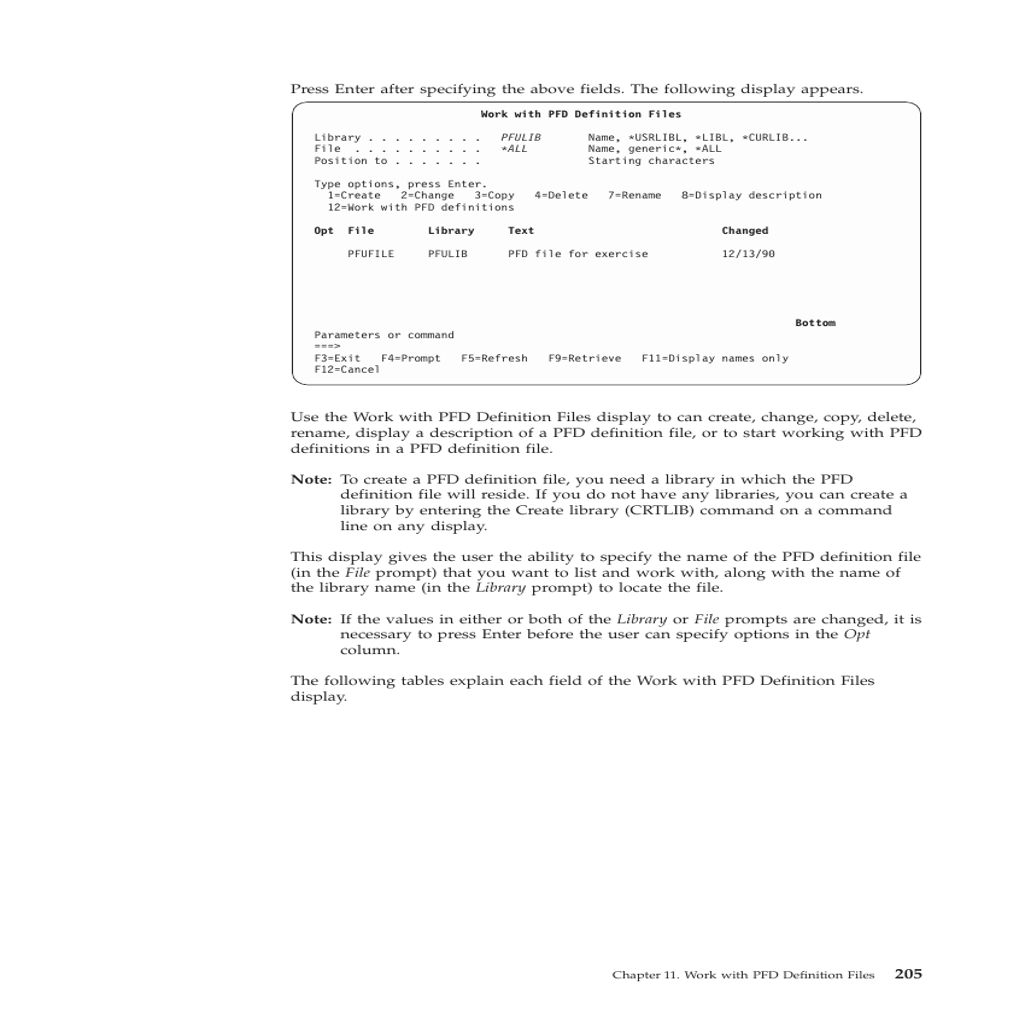 Press Enter after specifying the above fields. The following display appears.
Work with PFD Definition Files
Library . . . . . . . . . PFULIB Name, *USRLIBL, *LIBL, *CURLIB...
File . . . . . . . . . . *ALL Name, generic*, *ALL
Position to . . . . . . . Starting characters
Type options, press Enter.
1=Create 2=Change 3=Copy 4=Delete 7=Rename 8=Display description
12=Work with PFD definitions
Opt File Library Text Changed
PFUFILE PFULIB PFD file for exercise 12/13/90
Bottom
Parameters or command
===>
F3=Exit F4=Prompt F5=Refresh F9=Retrieve F11=Display names only
F12=Cancel
Use the Work with PFD Definition Files display to can create, change, copy, delete,
rename, display a description of a PFD definition file, or to start working with PFD
definitions in a PFD definition file.
Note: To create a PFD definition file, you need a library in which the PFD
definition file will reside. If you do not have any libraries, you can create a
library by entering the Create library (CRTLIB) command on a command
line on any display.
This display gives the user the ability to specify the name of the PFD definition file
(in the File prompt) that you want to list and work with, along with the name of
the library name (in the Library prompt) to locate the file.
Note: If the values in either or both of the Library or File prompts are changed, it is
necessary to press Enter before the user can specify options in the Opt
column.
The following tables explain each field of the Work with PFD Definition Files
display.
Chapter 11. Work with PFD Definition Files 205